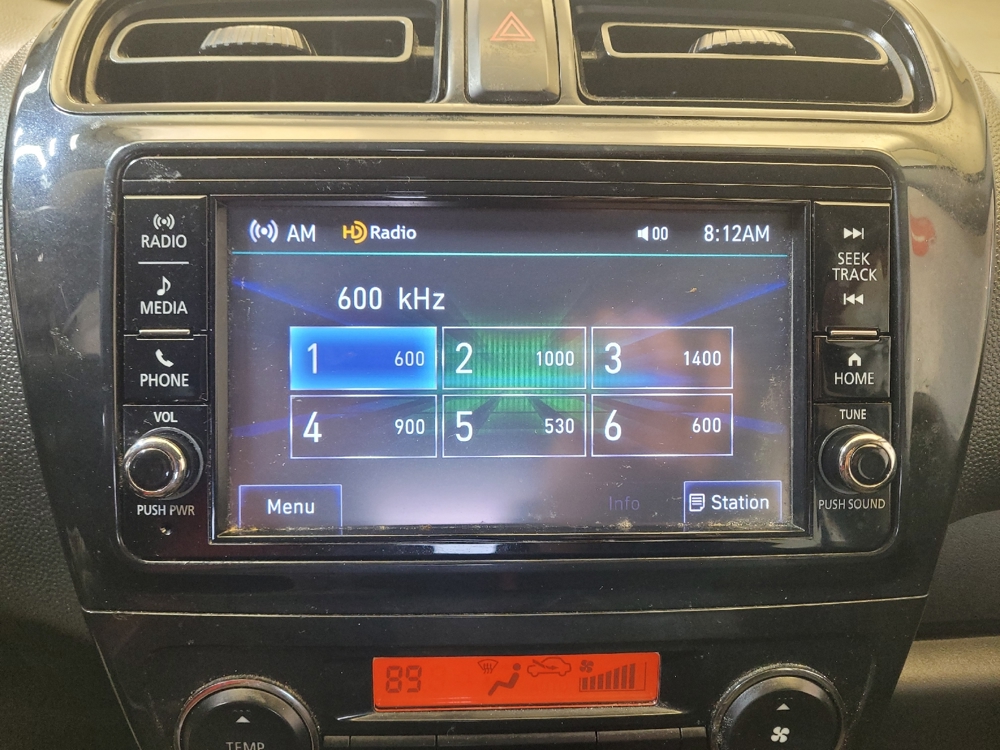 AM HD Radio 00 8:12AM
600 kHz
1 600 2 1000 3 1400
4 900 5 530 6 600
Menu Info Station
RADIO
MEDIA
PHONE
VOL
PUSH PWR
SEEK
TRACK
HOME
TUNE
PUSH SOUND
89
TEMP